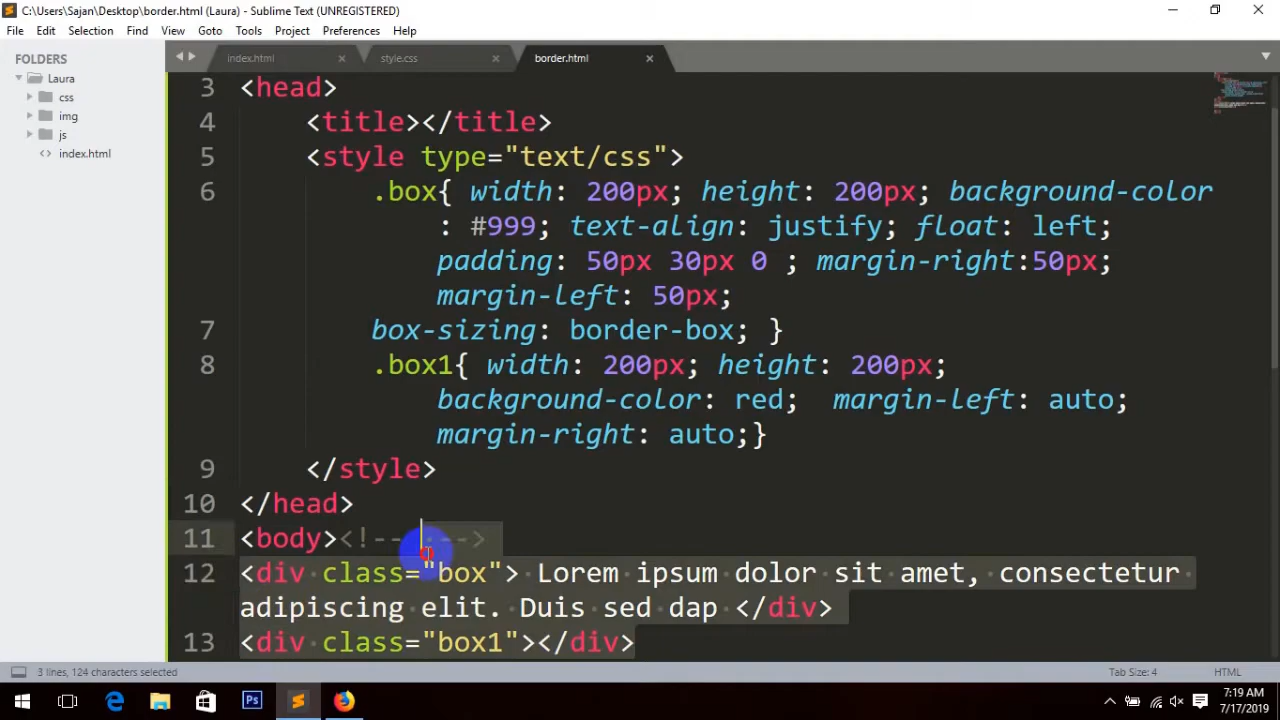 C:\Users\Sajan\Desktop\border.html (Laura) - Sublime Text (UNREGISTERED)
File Edit Selection Find View Goto Tools Project Preferences Help
FOLDERS
Laura
css
img
js
index.html
index.html style.css border.html
3 <head>
4 <title></title>
5 <style type="text/css">
6 .box{ width: 200px; height: 200px; background-color
: #999; text-align: justify; float: left;
padding: 50px 30px 0 ; margin-right:50px;
margin-left: 50px;
7 box-sizing: border-box; }
8 .box1{ width: 200px; height: 200px;
background-color: red; margin-left: auto;
margin-right: auto;}
9 </style>
10 </head>
11 <body><!-- -->
12 <div class="box"> Lorem ipsum dolor sit amet, consectetur
adipiscing elit. Duis sed dap </div>
13 <div class="box1"></div>
3 lines, 124 characters selected
Tab Size: 4 HTML
Ps
7:19 AM
7/17/2019